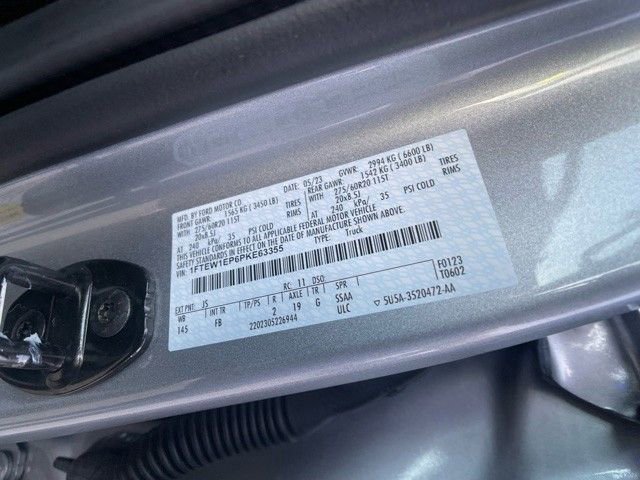 MFD. BY FORD MOTOR CO. DATE: 05/23 GVWR: 2994 KG ( 6600 LB)
FRONT GAWR: 1565 KG ( 3450 LB) REAR GAWR: 1542 KG ( 3400 LB)
275/60R20 115T TIRES 275/60R20 115T TIRES
20x8.5J RIMS 20x8.5J RIMS
AT 240 kPa/ 35 PSI COLD AT 240 kPa/ 35 PSI COLD
THIS VEHICLE CONFORMS TO ALL APPLICABLE FEDERAL MOTOR VEHICLE
SAFETY STANDARDS IN EFFECT ON THE DATE OF MANUFACTURE SHOWN ABOVE.
1FTEW1EP6PKE63355 TYPE: Truck
F0123
T0602
EXT PNT: JS RC: 11 DSO:
WB INT TR TP/PS R AXLE TR SPR
145 FB 2 19 G SSAA
2202305226944 ULC 5U5A-3520472-AA